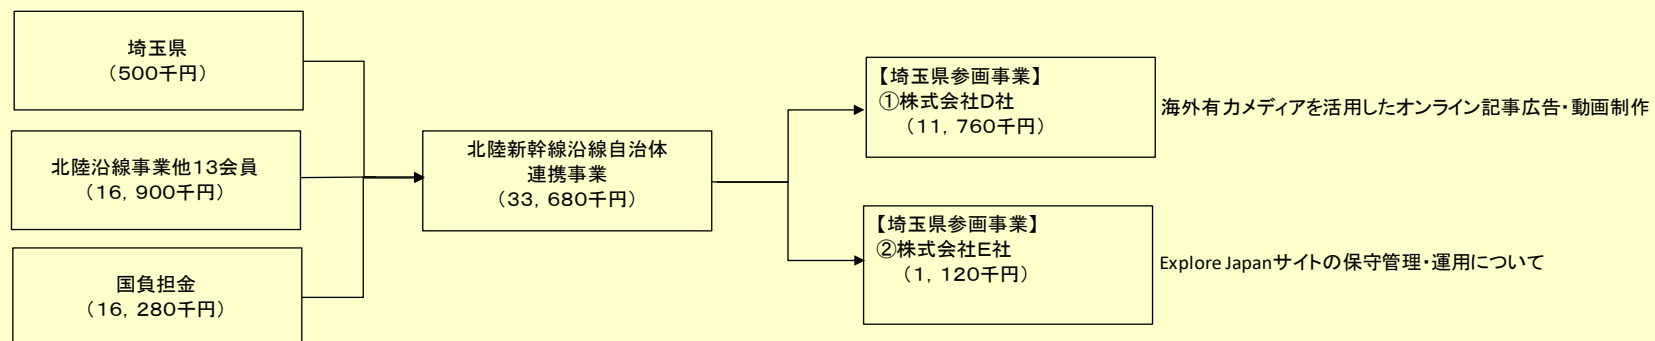 埼玉県
（500千円）
北陸沿線事業他13会員
（16，900千円）
国負担金
（16，280千円）
北陸新幹線沿線自治体
連携事業
（33，680千円）
【埼玉県参画事業】
①株式会社D社
（11，760千円）
海外有力メディアを活用したオンライン記事広告・動画制作
【埼玉県参画事業】
②株式会社E社
（1，120千円）
Explore Japanサイトの保守管理・運用について